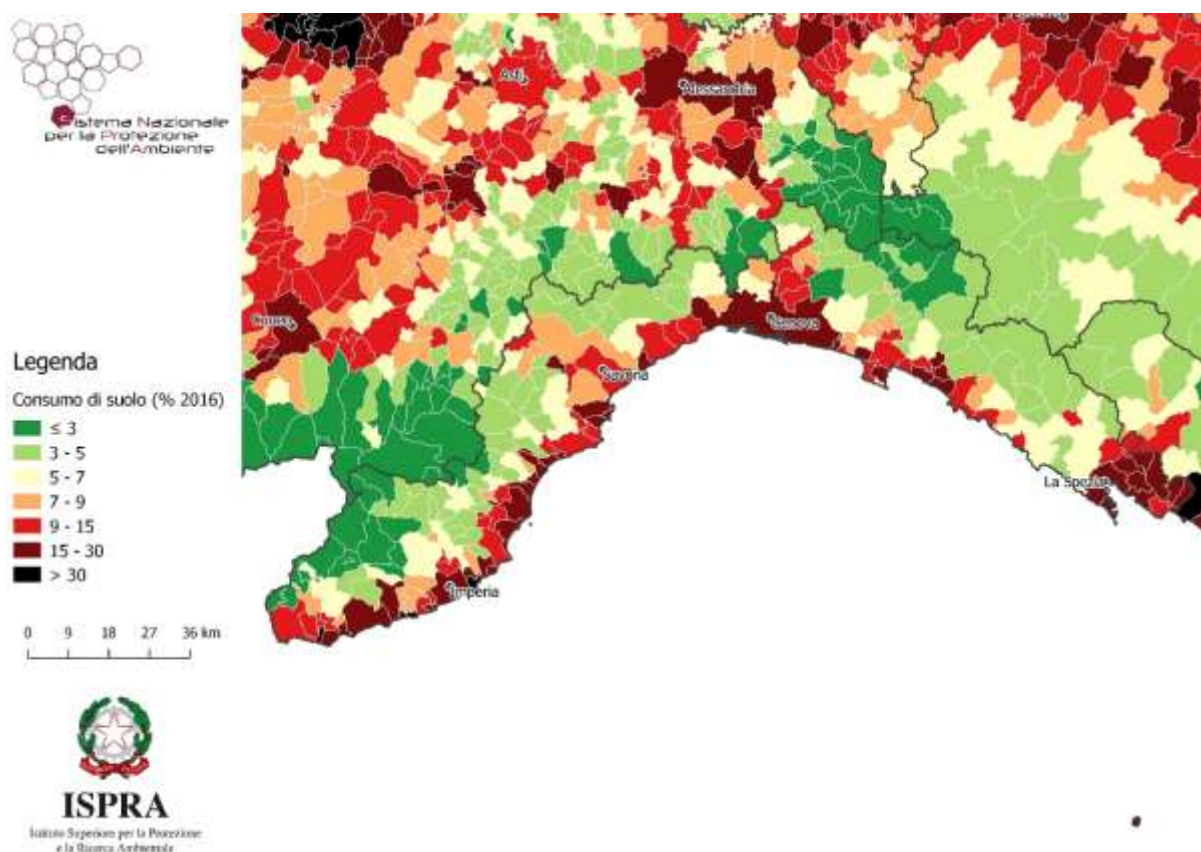 Sistema Nazionale
per la Protezione
dell'Ambiente
Asti
Alessandria
Cuneo
Genova
Savona
La Spezia
Imperia
Legenda
Consumo di suolo (% 2016)
≤ 3
3 - 5
5 - 7
7 - 9
9 - 15
15 - 30
> 30
0 9 18 27 36 km
ISPRA
Istituto Superiore per la Protezione
e la Ricerca Ambientale